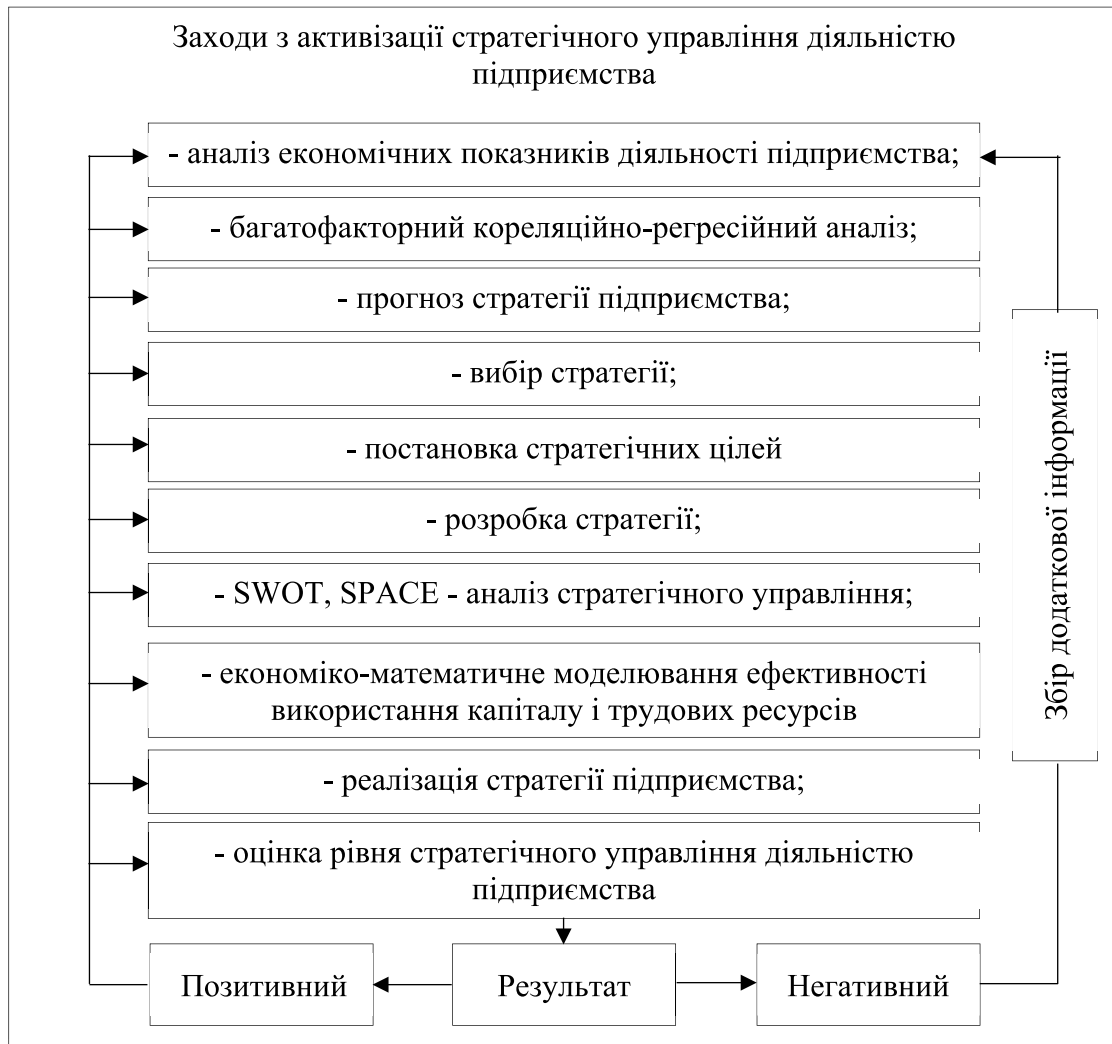 Заходи з активізації стратегічного управління діяльністю
підприємства
- аналіз економічних показників діяльності підприємства;
- багатофакторний кореляційно-регресійний аналіз;
- прогноз стратегії підприємства;
- вибір стратегії;
- постановка стратегічних цілей
- розробка стратегії;
- SWOT, SPACE - аналіз стратегічного управління;
- економіко-математичне моделювання ефективності
використання капіталу і трудових ресурсів
- реалізація стратегії підприємства;
- оцінка рівня стратегічного управління діяльністю
підприємства
Збір додаткової інформації
Позитивний
Результат
Негативний